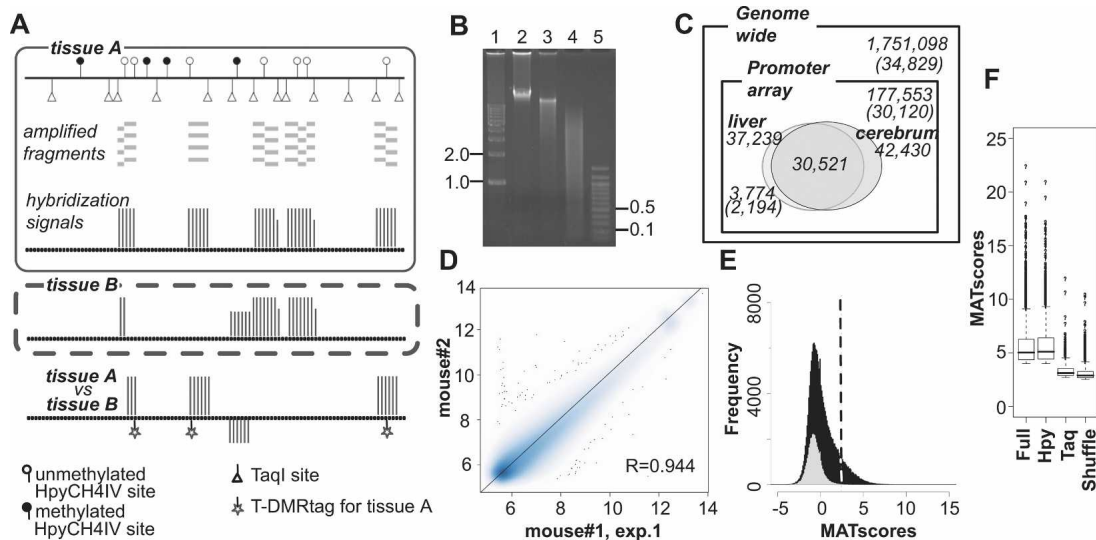 A
tissue A
amplified
fragments
hybridization
signals
tissue B
tissue A
vs
tissue B
unmethylated
HpyCH4IV site
methylated
HpyCH4IV site
TaqI site
T-DMRtag for tissue A
B
1 2 3 4 5
2.0
1.0
0.5
0.1
C
Genome
wide
1,751,098
(34,829)
Promoter
array
177,553
(30,120)
liver
37,239
cerebrum
42,430
30,521
3,774
(2,194)
D
14
12
10
8
6
mouse#2
R=0.944
6 8 10 12 14
mouse#1, exp.1
E
8000
4000
0
Frequency
-5 0 5 10 15
MATscores
F
25
20
15
10
5
0
MATscores
Full
Hpy
Taq
Shuffle